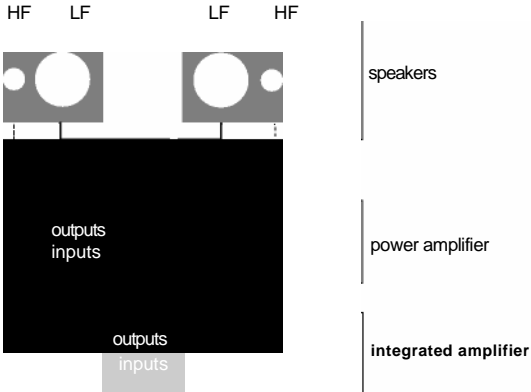 HF LF LF HF
speakers
outputs
inputs
power amplifier
outputs
inputs
integrated amplifier